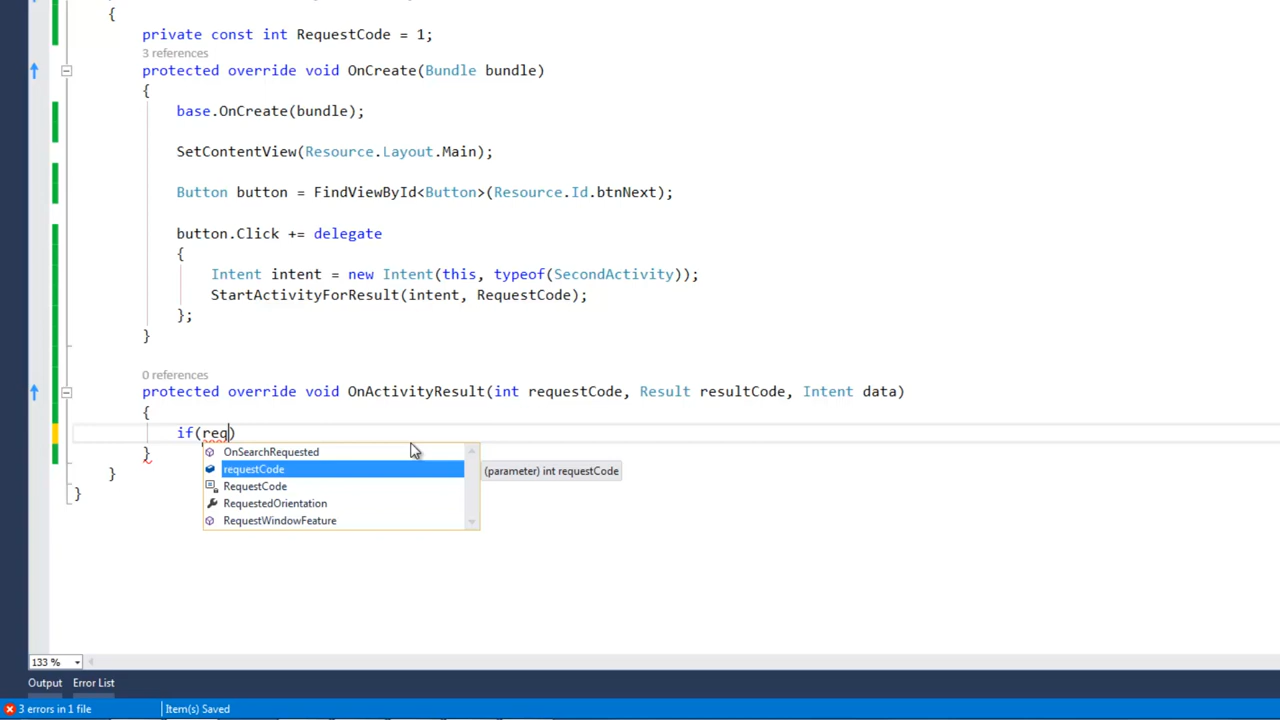 {
private const int RequestCode = 1;
3 references
protected override void OnCreate(Bundle bundle)
{
base.OnCreate(bundle);
SetContentView(Resource.Layout.Main);
Button button = FindViewById<Button>(Resource.Id.btnNext);
button.Click += delegate
{
Intent intent = new Intent(this, typeof(SecondActivity));
StartActivityForResult(intent, RequestCode);
};
}
0 references
protected override void OnActivityResult(int requestCode, Result resultCode, Intent data)
{
if(req)
OnSearchRequested
requestCode
(parameter) int requestCode
RequestCode
RequestedOrientation
RequestWindowFeature
}
}
}
133 %
Output
Error List
3 errors in 1 file
Item(s) Saved